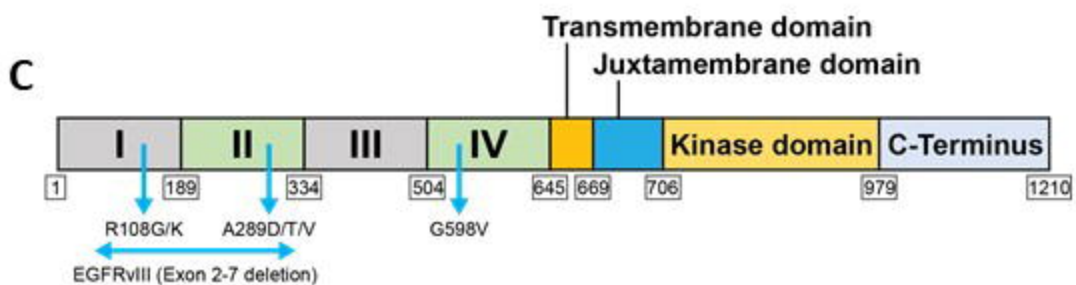 Transmembrane domain
Juxtamembrane domain
C
I II III IV Kinase domain C-Terminus
1 189 334 504 645 669 706 979 1210
R108G/K A289D/T/V G598V
EGFRvIII (Exon 2-7 deletion)